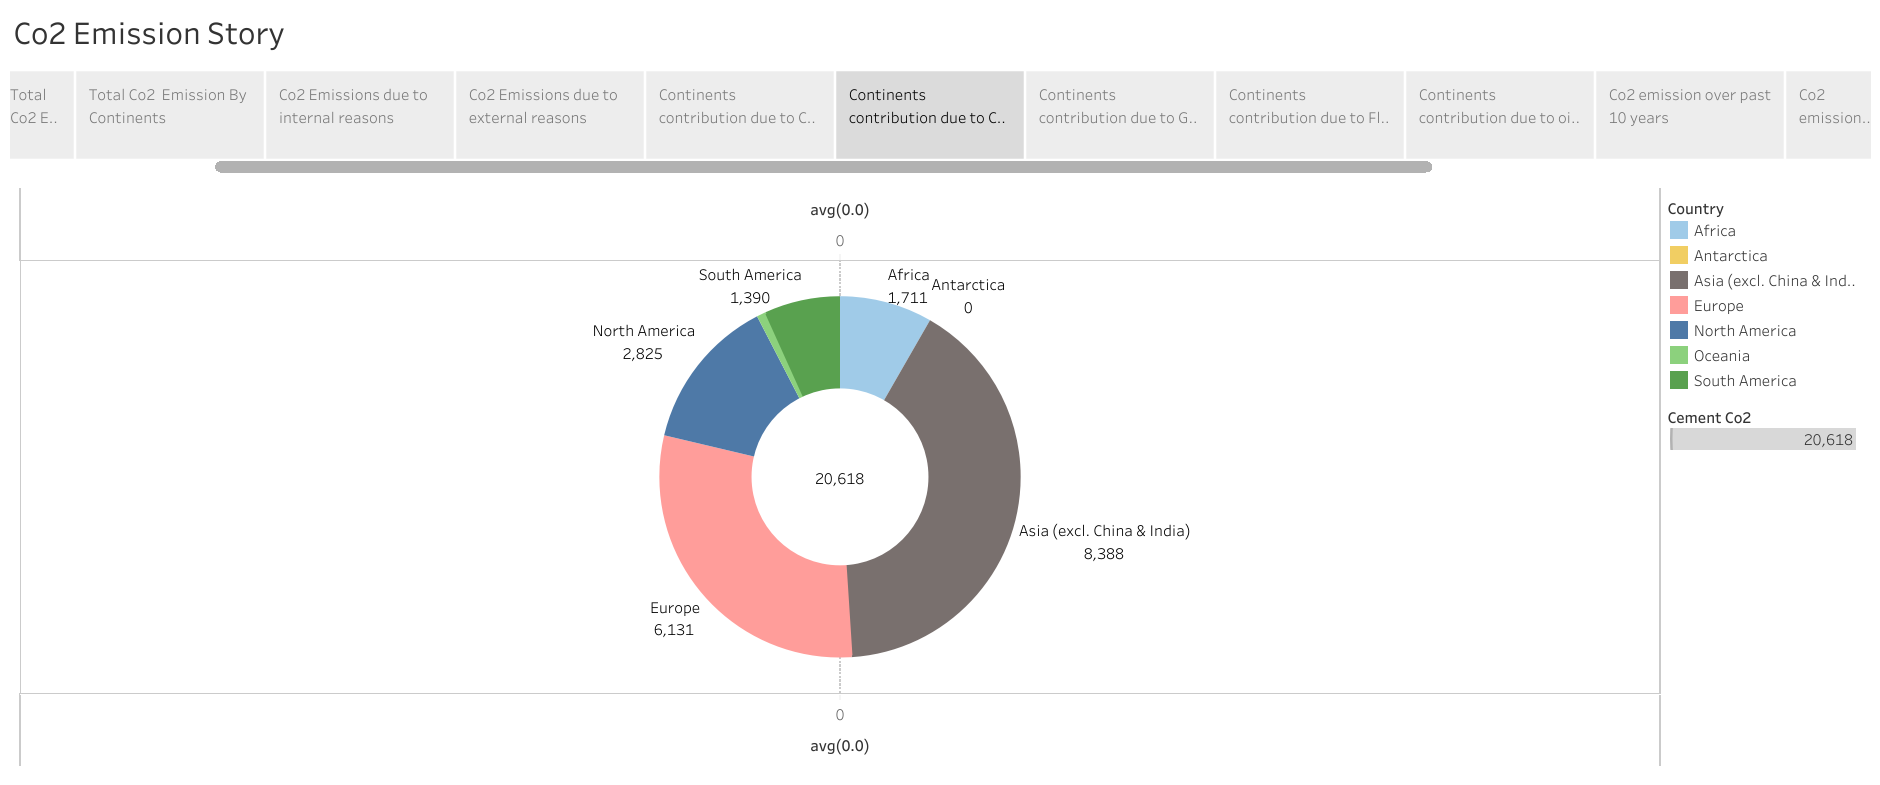 Co2 Emission Story
Total
Co2 E..
Total Co2  Emission By
Continents
Co2 Emissions due to
internal reasons
Co2 Emissions due to
external reasons
Continents
contribution due to C..
Continents
contribution due to C..
Continents
contribution due to G..
Continents
contribution due to Fl..
Continents
contribution due to oi..
Co2 emission over past
10 years
Co2
emission..
avg(0.0)
0
South America
1,390
Africa
1,711
Antarctica
0
North America
2,825
20,618
Asia (excl. China & India)
8,388
Europe
6,131
0
avg(0.0)
Country
Africa
Antarctica
Asia (excl. China & Ind..
Europe
North America
Oceania
South America
Cement Co2
20,618